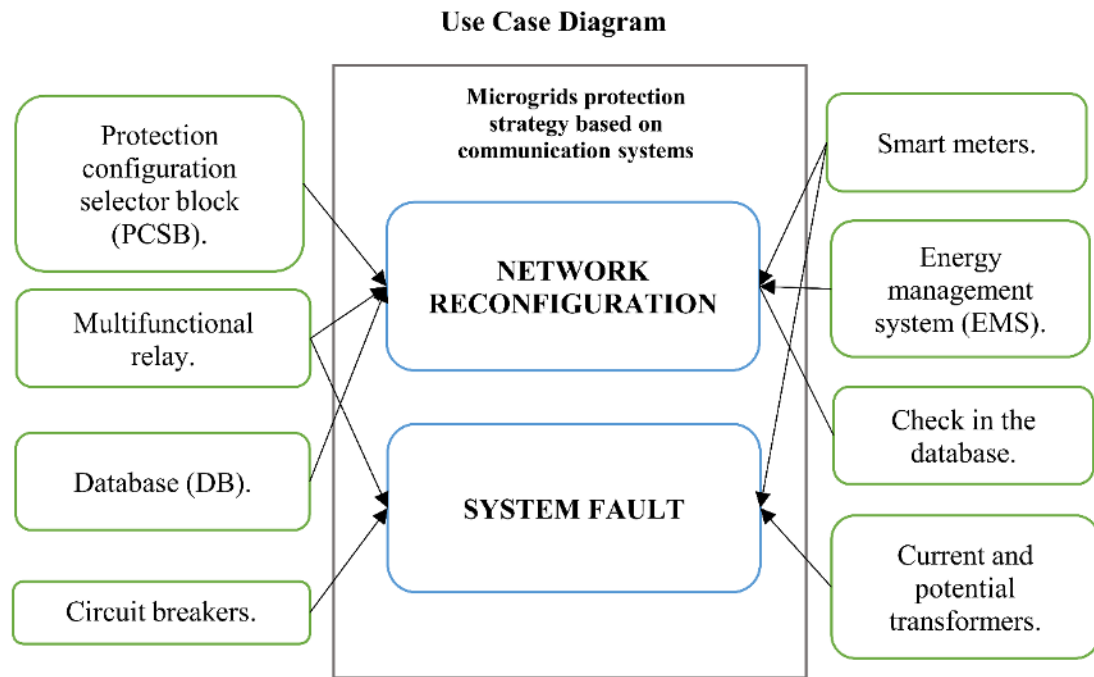 Use Case Diagram
Microgrids protection
strategy based on
communication systems
Protection
configuration
selector block
(PCSB).
Multifunctional
relay.
Database (DB).
Circuit breakers.
NETWORK
RECONFIGURATION
SYSTEM FAULT
Smart meters.
Energy
management
system (EMS).
Check in the
database.
Current and
potential
transformers.